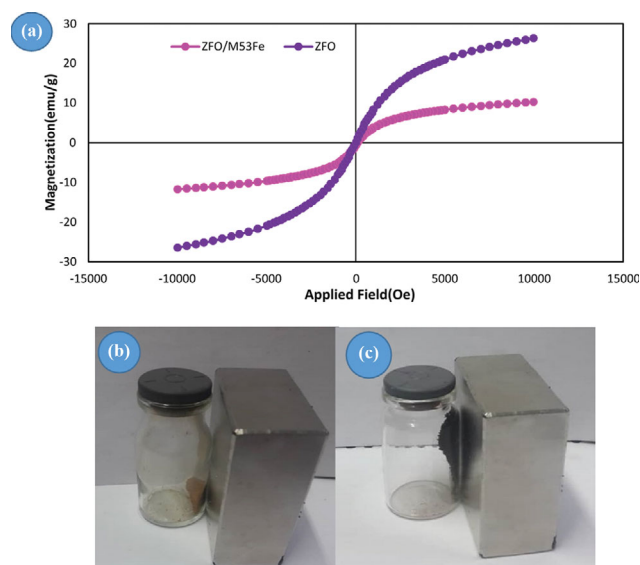 (a)
30
ZFO/M53Fe ZFO
20
10
0
-10
-20
-30
-15000 -10000 -5000 0 5000 10000 15000
Magnetization(emu/g)
Applied Field(Oe)
(b)
(c)